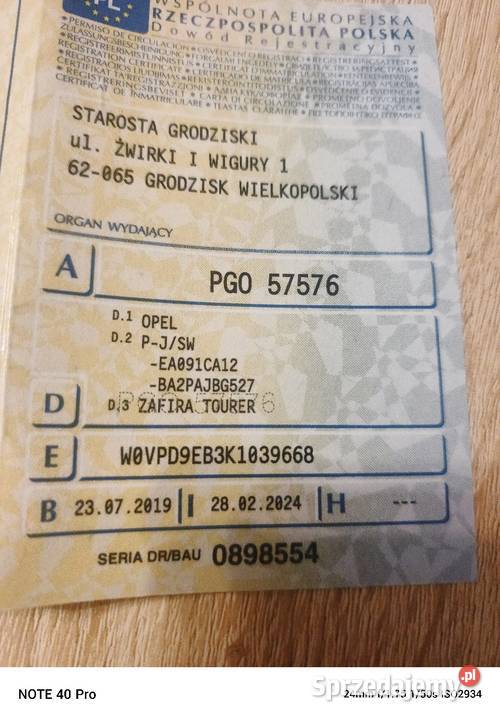 PL
WSPÓLNOTA EUROPEJSKA
RZECZPOSPOLITA POLSKA
Dowód Rejestracyjny
STAROSTA GRODZISKI
ul. ŻWIRKI I WIGURY 1
62-065 GRODZISK WIELKOPOLSKI
ORGAN WYDAJĄCY
A PGO 57576
D.1 OPEL
D.2 P-J/SW
-EA091CA12
-BA2PAJBG527
D D.3 ZAFIRA TOURER
E W0VPD9EB3K1039668
B 23.07.2019 I 28.02.2024 H ---
SERIA DR/BAU 0898554
Sprzedajemy.pl
NOTE 40 Pro